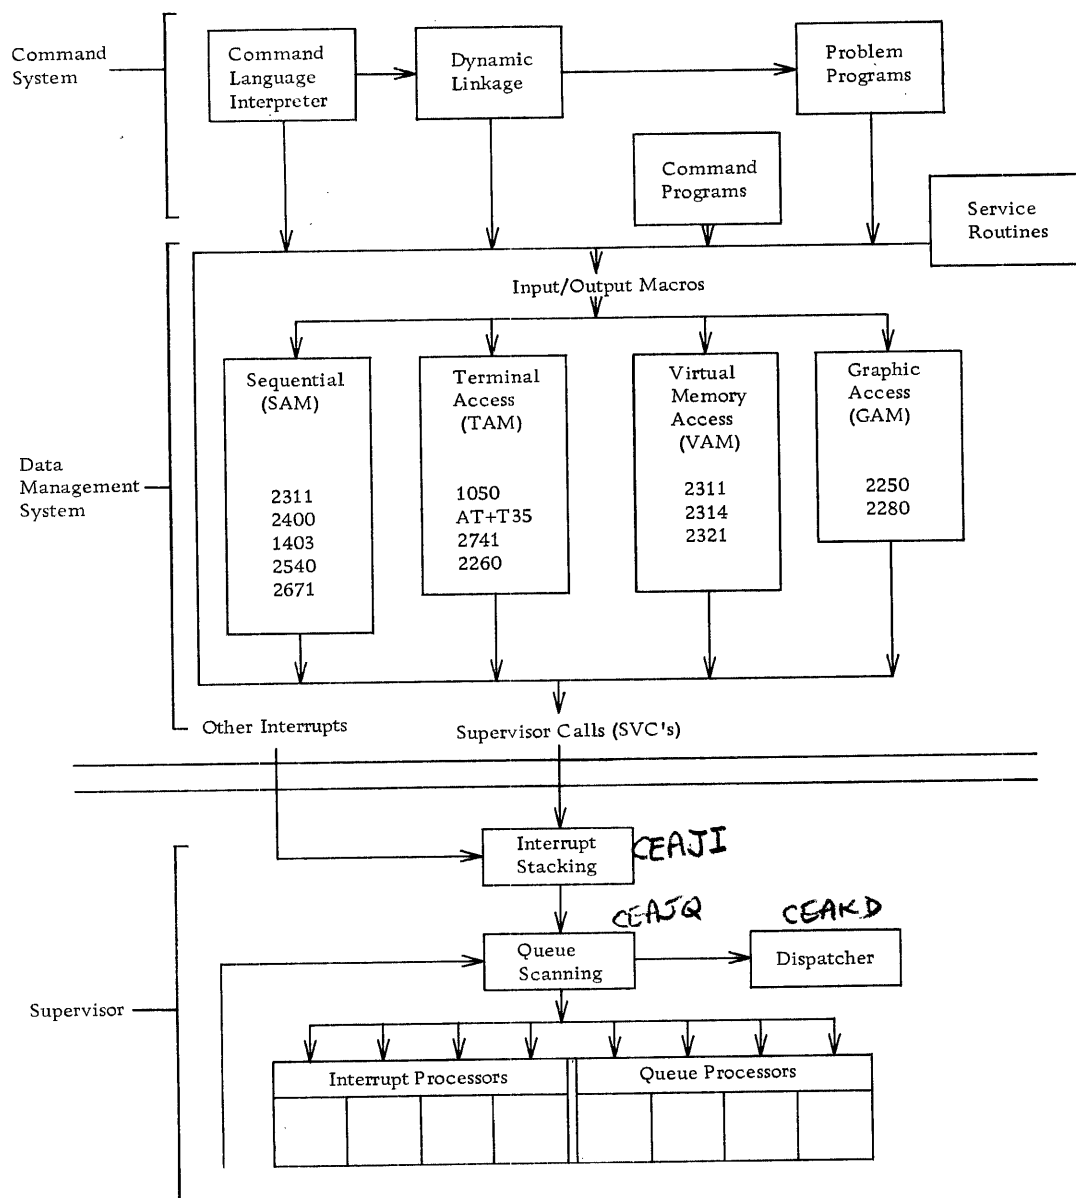 Command
System
Command
Language
Interpreter
Dynamic
Linkage
Problem
Programs
Command
Programs
Service
Routines
Input/Output Macros
Data
Management
System
Sequential
(SAM)
2311
2400
1403
2540
2671
Terminal
Access
(TAM)
1050
AT+T35
2741
2260
Virtual
Memory
Access
(VAM)
2311
2314
2321
Graphic
Access
(GAM)
2250
2280
Other Interrupts
Supervisor Calls (SVC's)
Supervisor
Interrupt
Stacking
CEAJI
CEAJQ
CEAKD
Queue
Scanning
Dispatcher
Interrupt Processors
Queue Processors